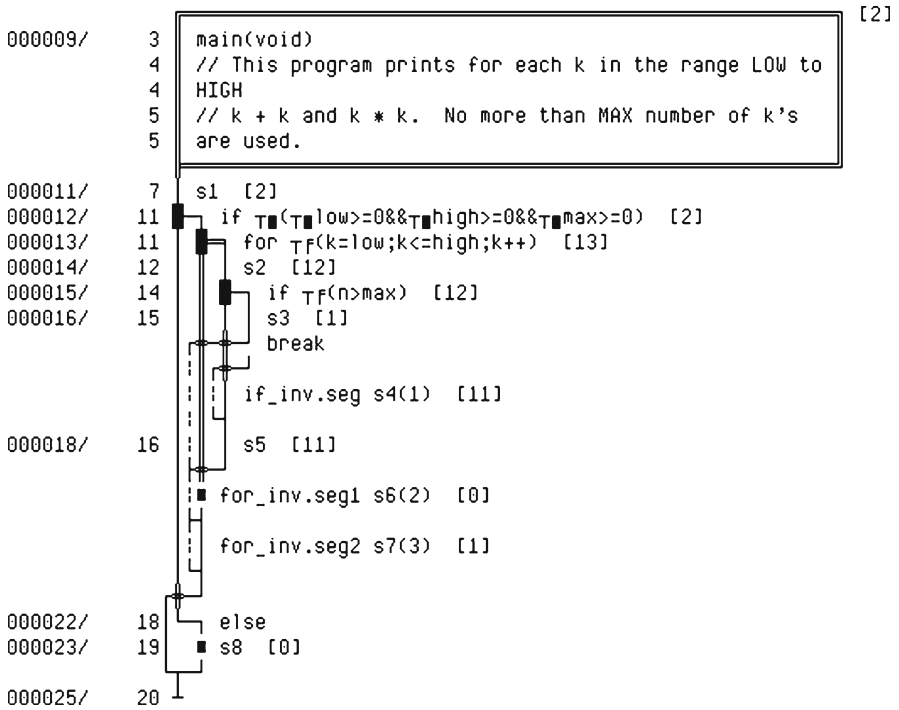 [2]
000009/ 3 main(void)
4 // This program prints for each k in the range LOW to
4 HIGH
5 // k + k and k * k. No more than MAX number of k's
5 are used.
000011/ 7 s1 [2]
000012/ 11 if T■(T■low>=0&&T■high>=0&&T■max>=0) [2]
000013/ 11 for TF(k=low;k<=high;k++) [13]
000014/ 12 s2 [12]
000015/ 14 if TF(n>max) [12]
000016/ 15 s3 [1]
break
if_inv.seg s4(1) [11]
000018/ 16 s5 [11]
for_inv.seg1 s6(2) [0]
for_inv.seg2 s7(3) [1]
000022/ 18 else
000023/ 19 s8 [0]
000025/ 20